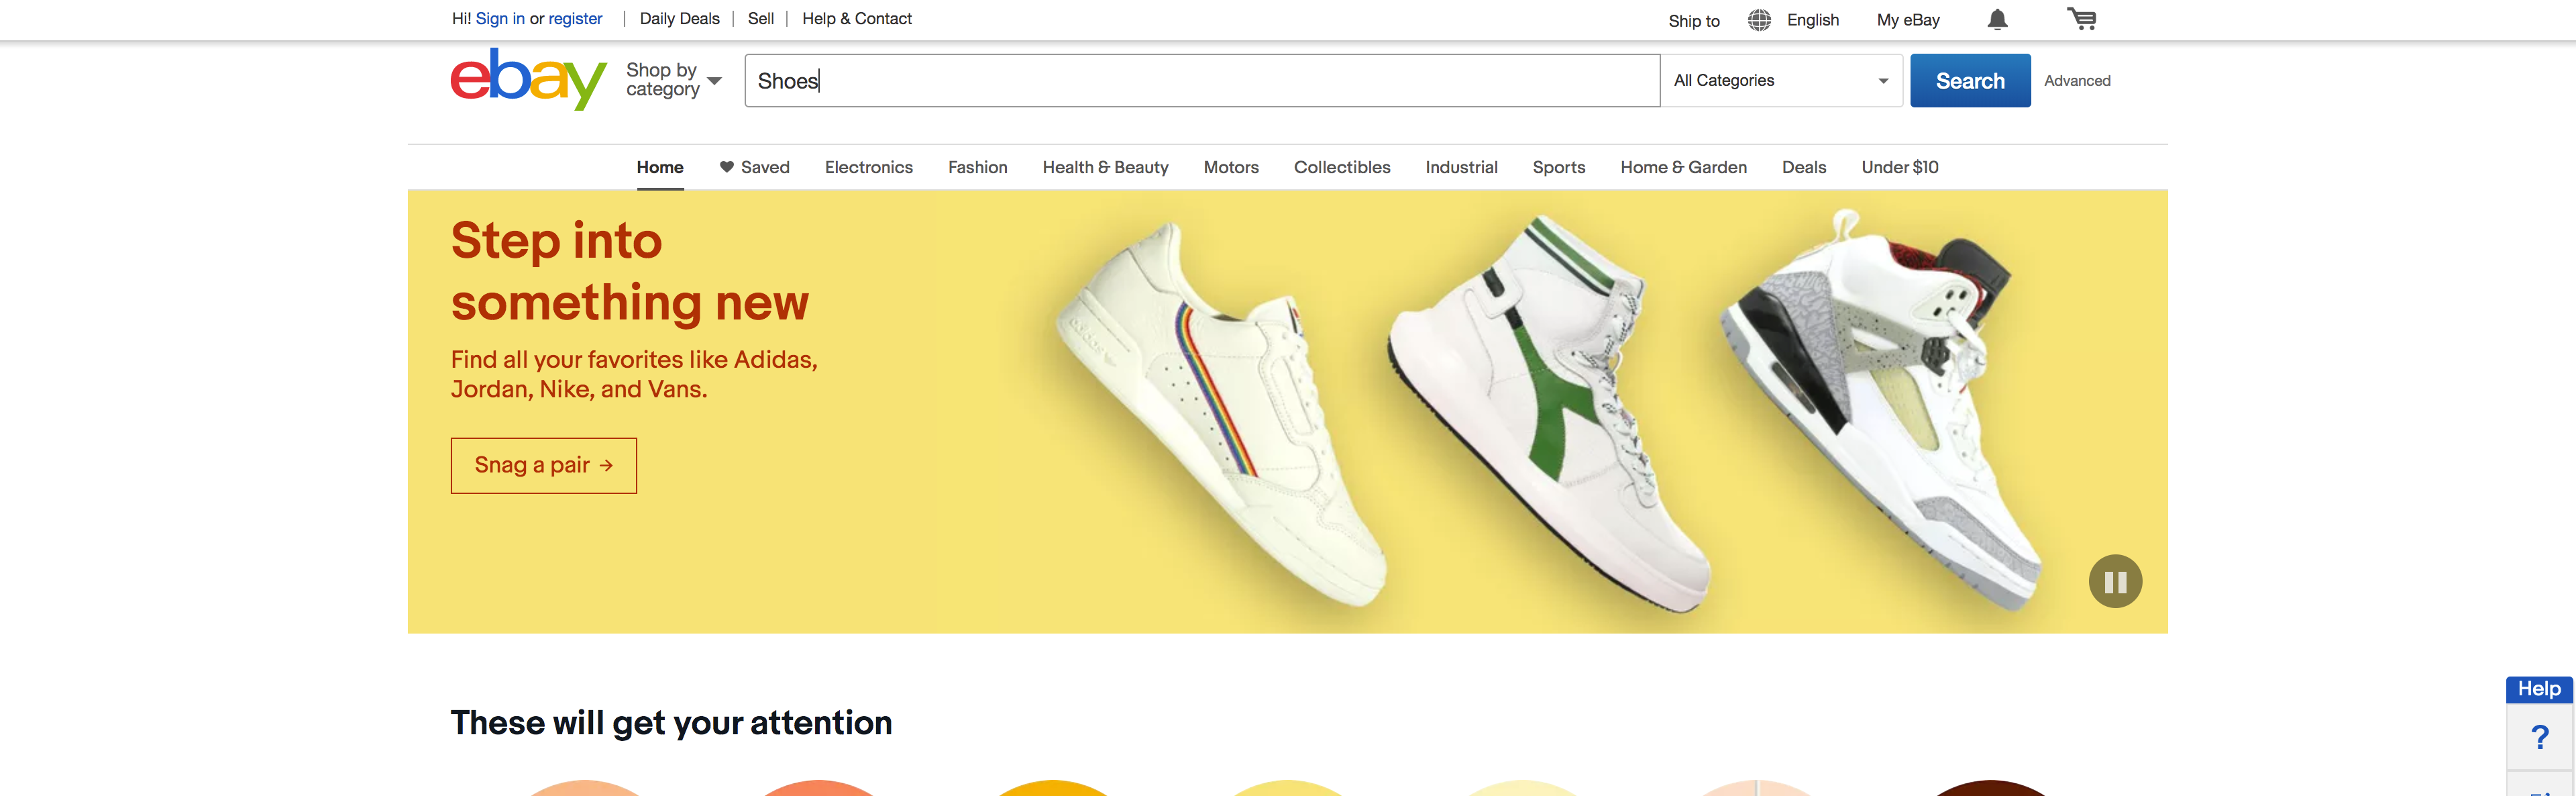 Hi! Sign in or register | Daily Deals | Sell | Help & Contact
Ship to English My eBay
ebay
Shop by
category
Shoes
All Categories
Search
Advanced
Home Saved Electronics Fashion Health & Beauty Motors Collectibles Industrial Sports Home & Garden Deals Under $10
Step into
something new
Find all your favorites like Adidas,
Jordan, Nike, and Vans.
Snag a pair →
These will get your attention
Help
?